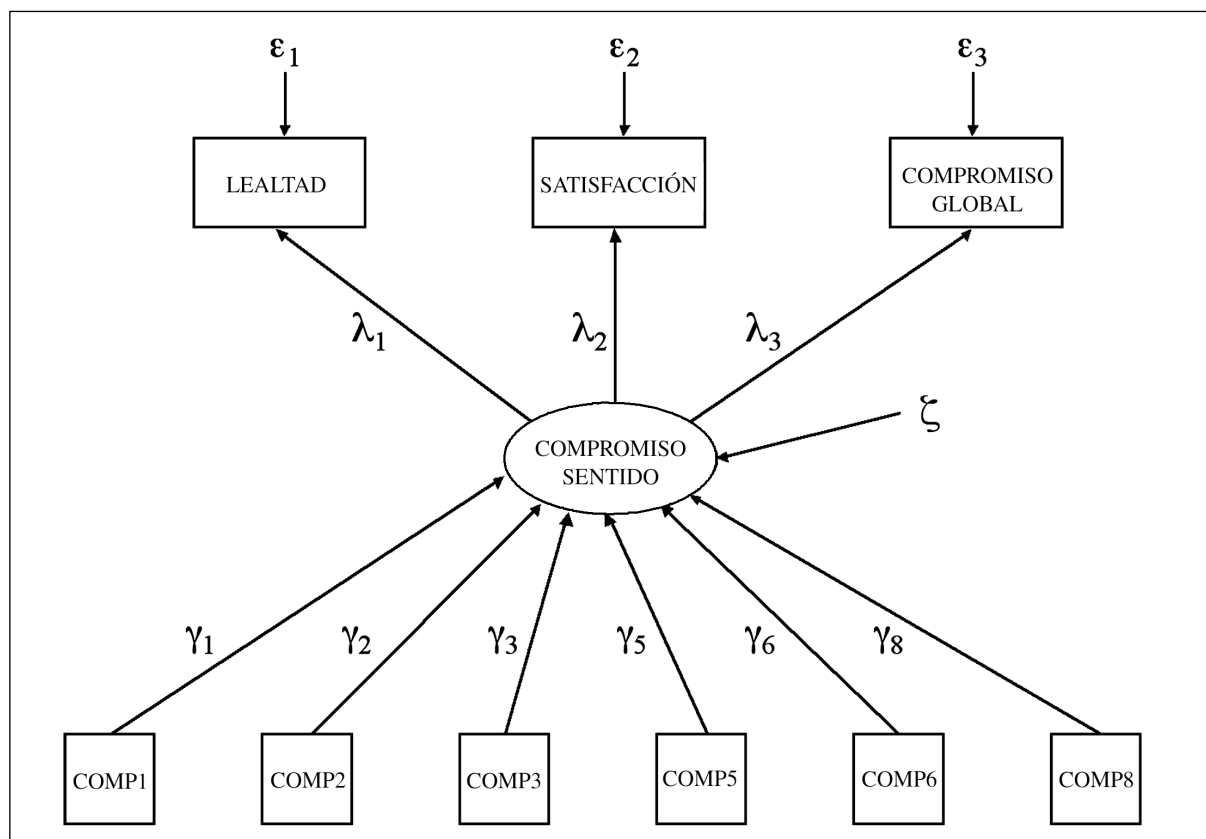 ε1 ε2 ε3
LEALTAD
SATISFACCIÓN
COMPROMISO
GLOBAL
λ1 λ2 λ3
ζ
COMPROMISO
SENTIDO
γ1 γ2 γ3 γ5 γ6 γ8
COMP1 COMP2 COMP3 COMP5 COMP6 COMP8